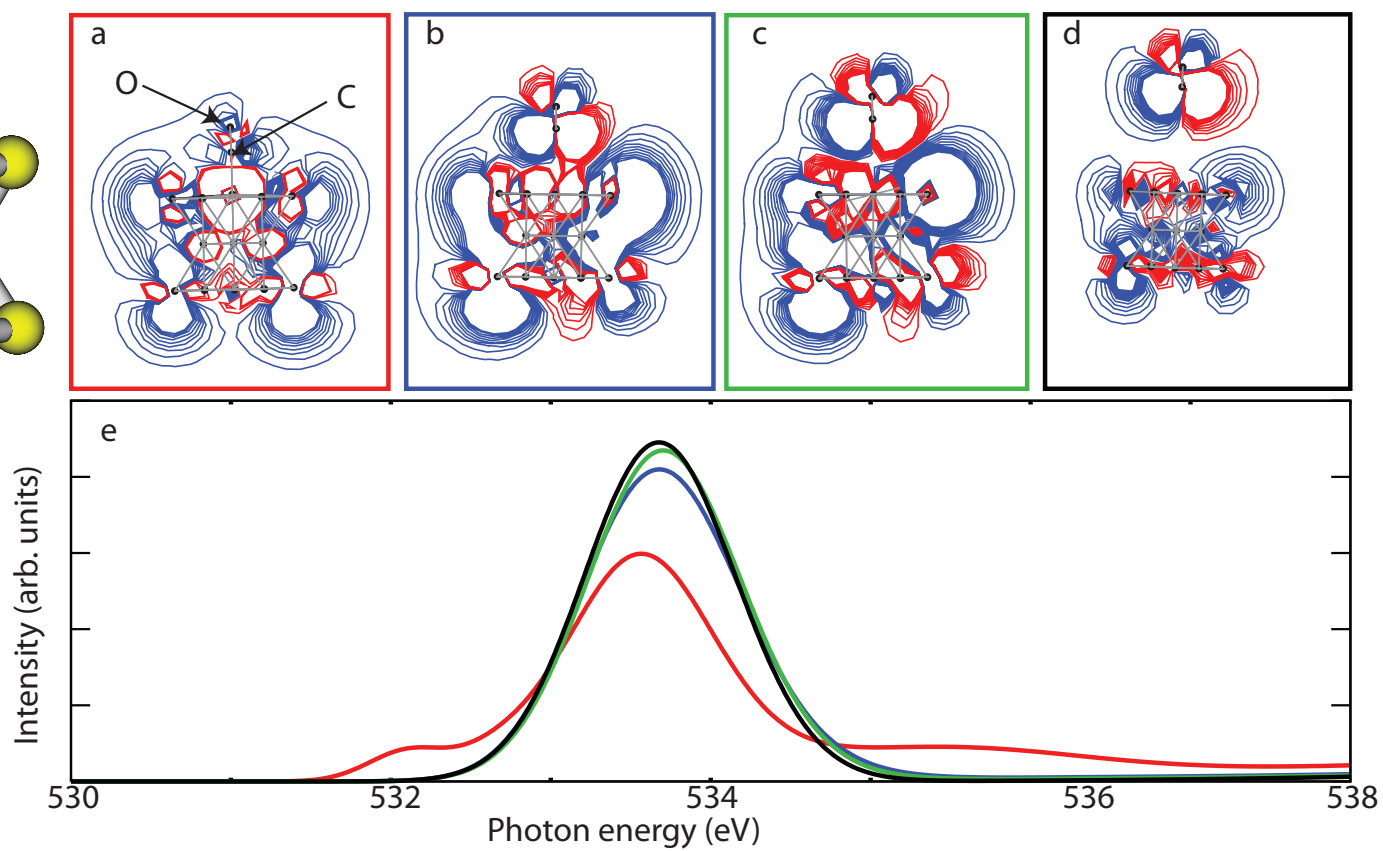 a
b
c
d
O
C
e
Intensity (arb. units)
530
532
534
536
538
Photon energy (eV)